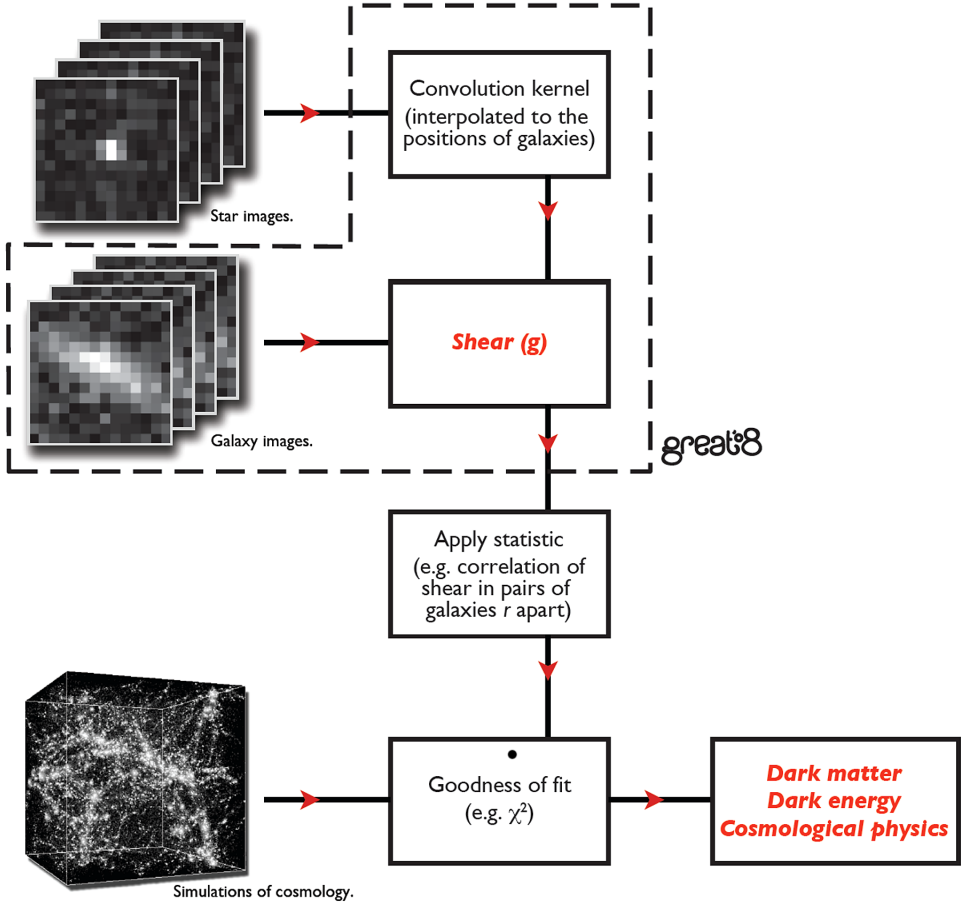 Convolution kernel
(interpolated to the
positions of galaxies)
Star images.
Shear (g)
Galaxy images.
great08
Apply statistic
(e.g. correlation of
shear in pairs of
galaxies r apart)
Goodness of fit
(e.g. χ²)
Dark matter
Dark energy
Cosmological physics
Simulations of cosmology.